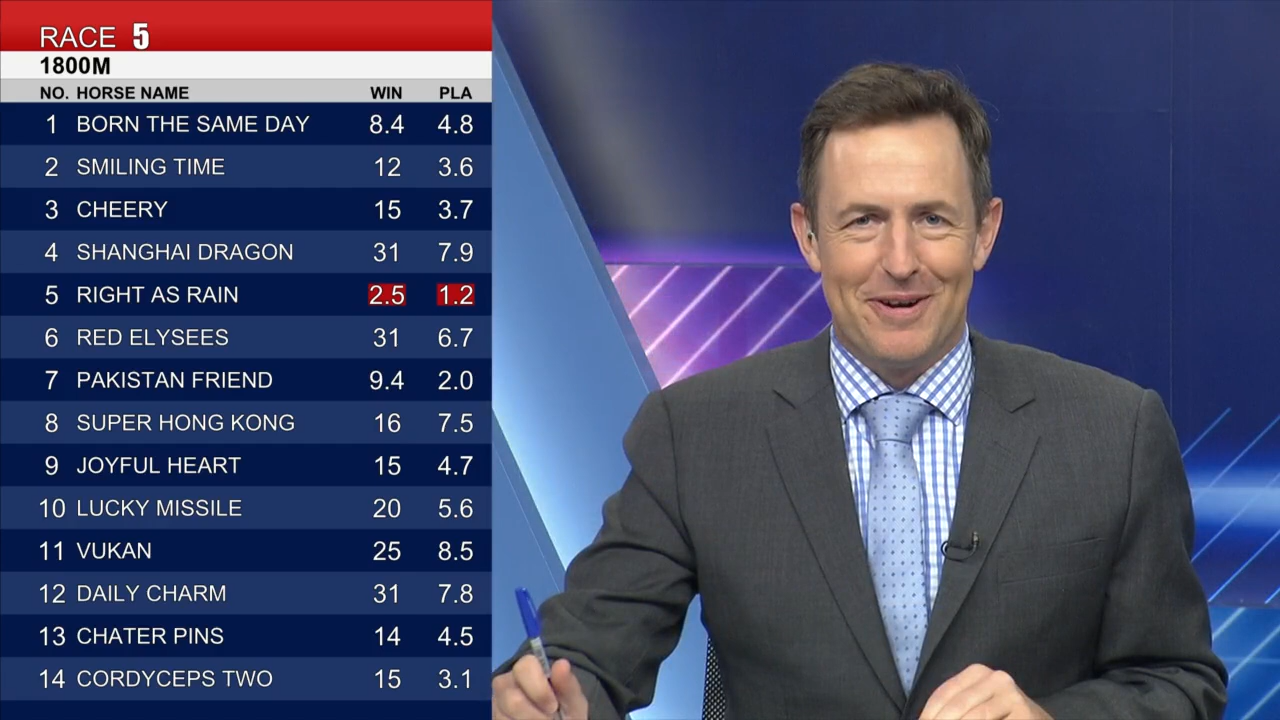 RACE 5
1800M
NO. HORSE NAME WIN PLA
1 BORN THE SAME DAY 8.4 4.8
2 SMILING TIME 12 3.6
3 CHEERY 15 3.7
4 SHANGHAI DRAGON 31 7.9
5 RIGHT AS RAIN 2.5 1.2
6 RED ELYSEES 31 6.7
7 PAKISTAN FRIEND 9.4 2.0
8 SUPER HONG KONG 16 7.5
9 JOYFUL HEART 15 4.7
10 LUCKY MISSILE 20 5.6
11 VUKAN 25 8.5
12 DAILY CHARM 31 7.8
13 CHATER PINS 14 4.5
14 CORDYCEPS TWO 15 3.1